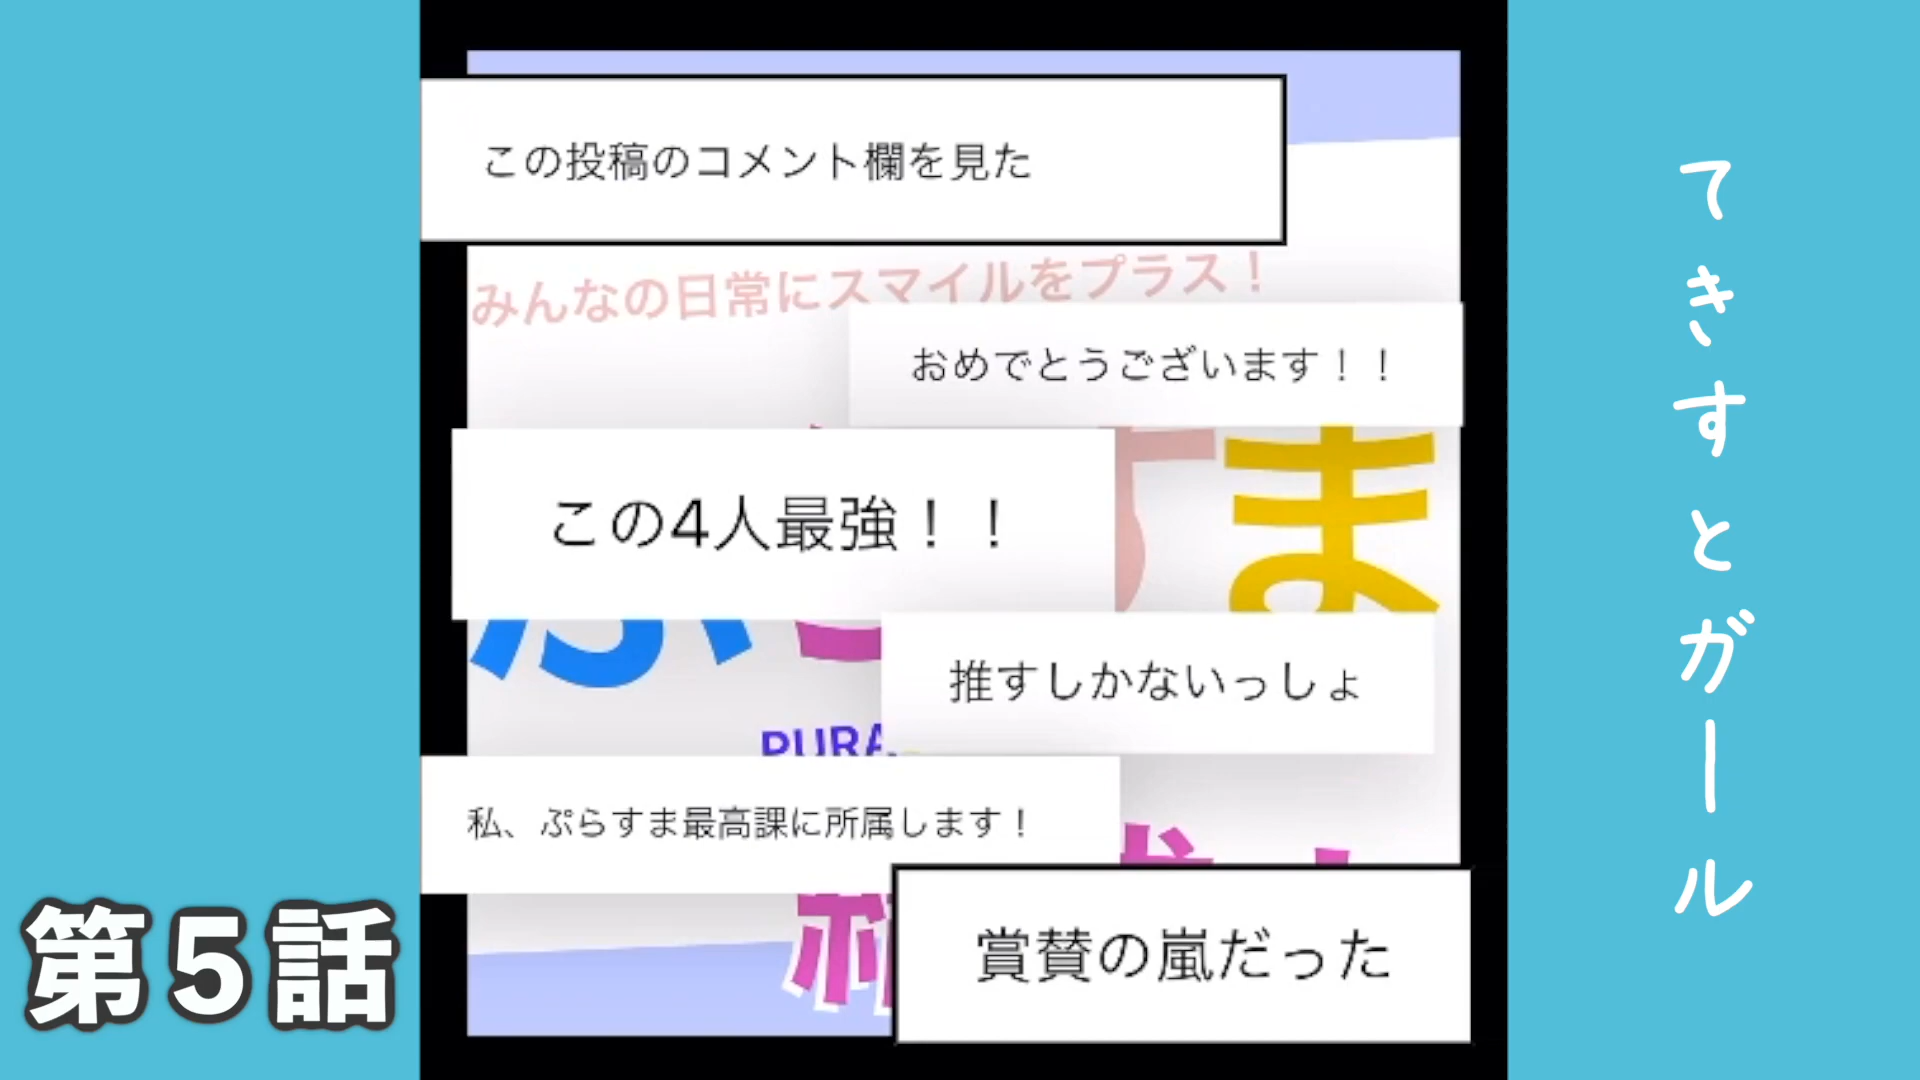 この投稿のコメント欄を見た
みんなの日常にスマイルをプラス！
おめでとうございます！！
ま
この4人最強！！
推すしかないっしょ
PURA
私、ぷらすま最高課に所属します！
賞賛の嵐だった
第5話
てきすとガール